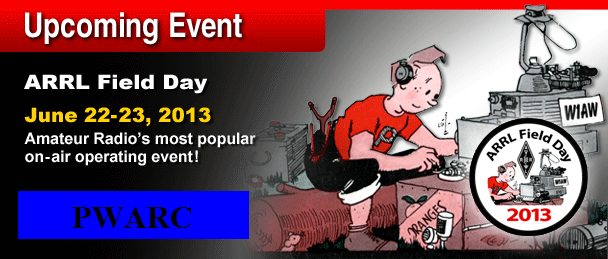 Upcoming Event
ARRL Field Day
June 22-23, 2013
Amateur Radio's most popular
on-air operating event!
PWARC
W1AW
ORANGES
ARRL Field Day
2013